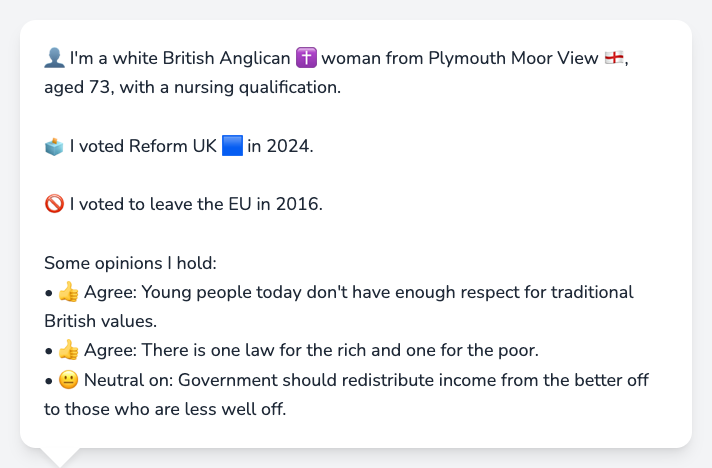 👤 I'm a white British Anglican ✝️ woman from Plymouth Moor View 🏴󠁧󠁢󠁥󠁮󠁧󠁿,
aged 73, with a nursing qualification.
🗳️ I voted Reform UK 🟦 in 2024.
🚫 I voted to leave the EU in 2016.
Some opinions I hold:
• 👍 Agree: Young people today don't have enough respect for traditional
British values.
• 👍 Agree: There is one law for the rich and one for the poor.
• 😐 Neutral on: Government should redistribute income from the better off
to those who are less well off.